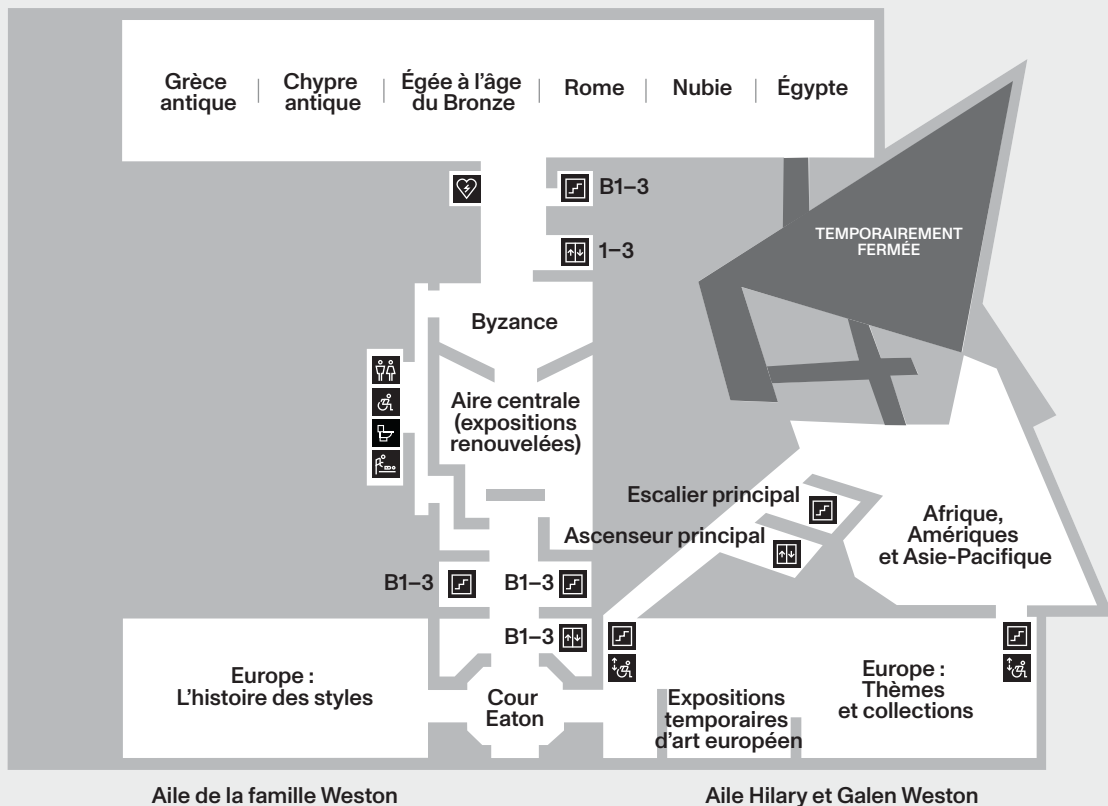 Grèce
antique
Chypre
antique
Égée à l'âge
du Bronze
Rome
Nubie
Égypte
B1–3
1–3
TEMPORAIREMENT
FERMÉE
Byzance
Aire centrale
(expositions
renouvelées)
Escalier principal
Ascenseur principal
Afrique,
Amériques
et Asie-Pacifique
B1–3
B1–3
B1–3
Europe :
L'histoire des styles
Cour
Eaton
Expositions
temporaires
d'art européen
Europe :
Thèmes
et collections
Aile de la famille Weston
Aile Hilary et Galen Weston